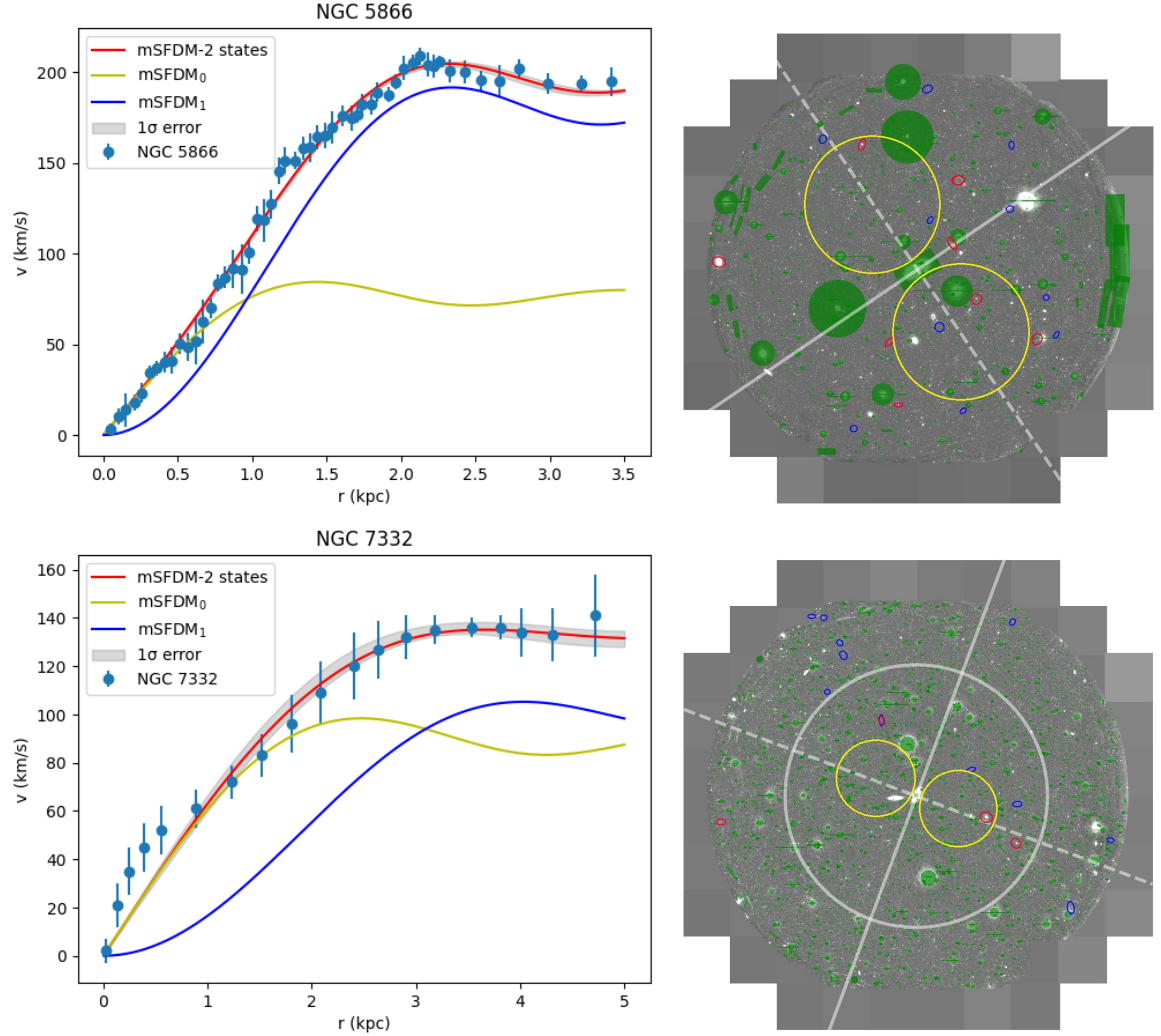 NGC 5866
mSFDM-2 states
mSFDM₀
mSFDM₁
1σ error
NGC 5866
200
150
100
50
0
v (km/s)
0.0 0.5 1.0 1.5 2.0 2.5 3.0 3.5
r (kpc)
NGC 7332
mSFDM-2 states
mSFDM₀
mSFDM₁
1σ error
NGC 7332
160
140
120
100
80
60
40
20
0
v (km/s)
0 1 2 3 4 5
r (kpc)